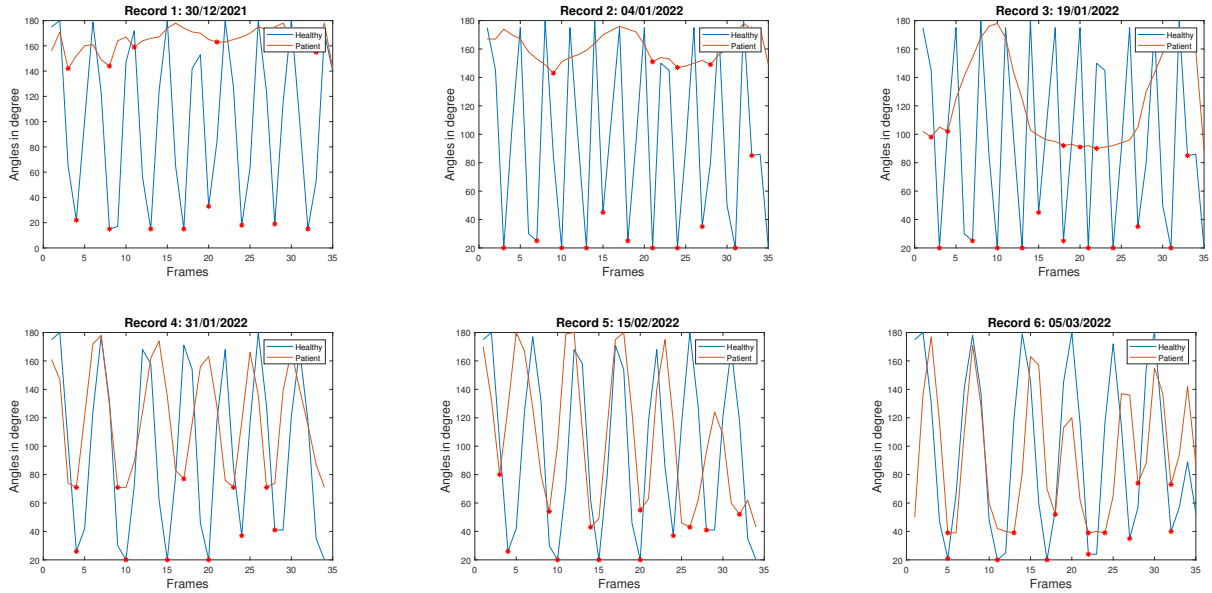 Record 1: 30/12/2021
Angles in degree
180
160
140
120
100
80
60
40
20
0
0 5 10 15 20 25 30 35
Frames
Healthy
Patient
Record 2: 04/01/2022
Angles in degree
180
160
140
120
100
80
60
40
20
0 5 10 15 20 25 30 35
Frames
Healthy
Patient
Record 3: 19/01/2022
Angles in degree
180
160
140
120
100
80
60
40
20
0 5 10 15 20 25 30 35
Frames
Healthy
Patient
Record 4: 31/01/2022
Angles in degree
180
160
140
120
100
80
60
40
20
0 5 10 15 20 25 30 35
Frames
Healthy
Patient
Record 5: 15/02/2022
Angles in degree
180
160
140
120
100
80
60
40
20
0 5 10 15 20 25 30 35
Frames
Healthy
Patient
Record 6: 05/03/2022
Angles in degree
180
160
140
120
100
80
60
40
20
0 5 10 15 20 25 30 35
Frames
Healthy
Patient